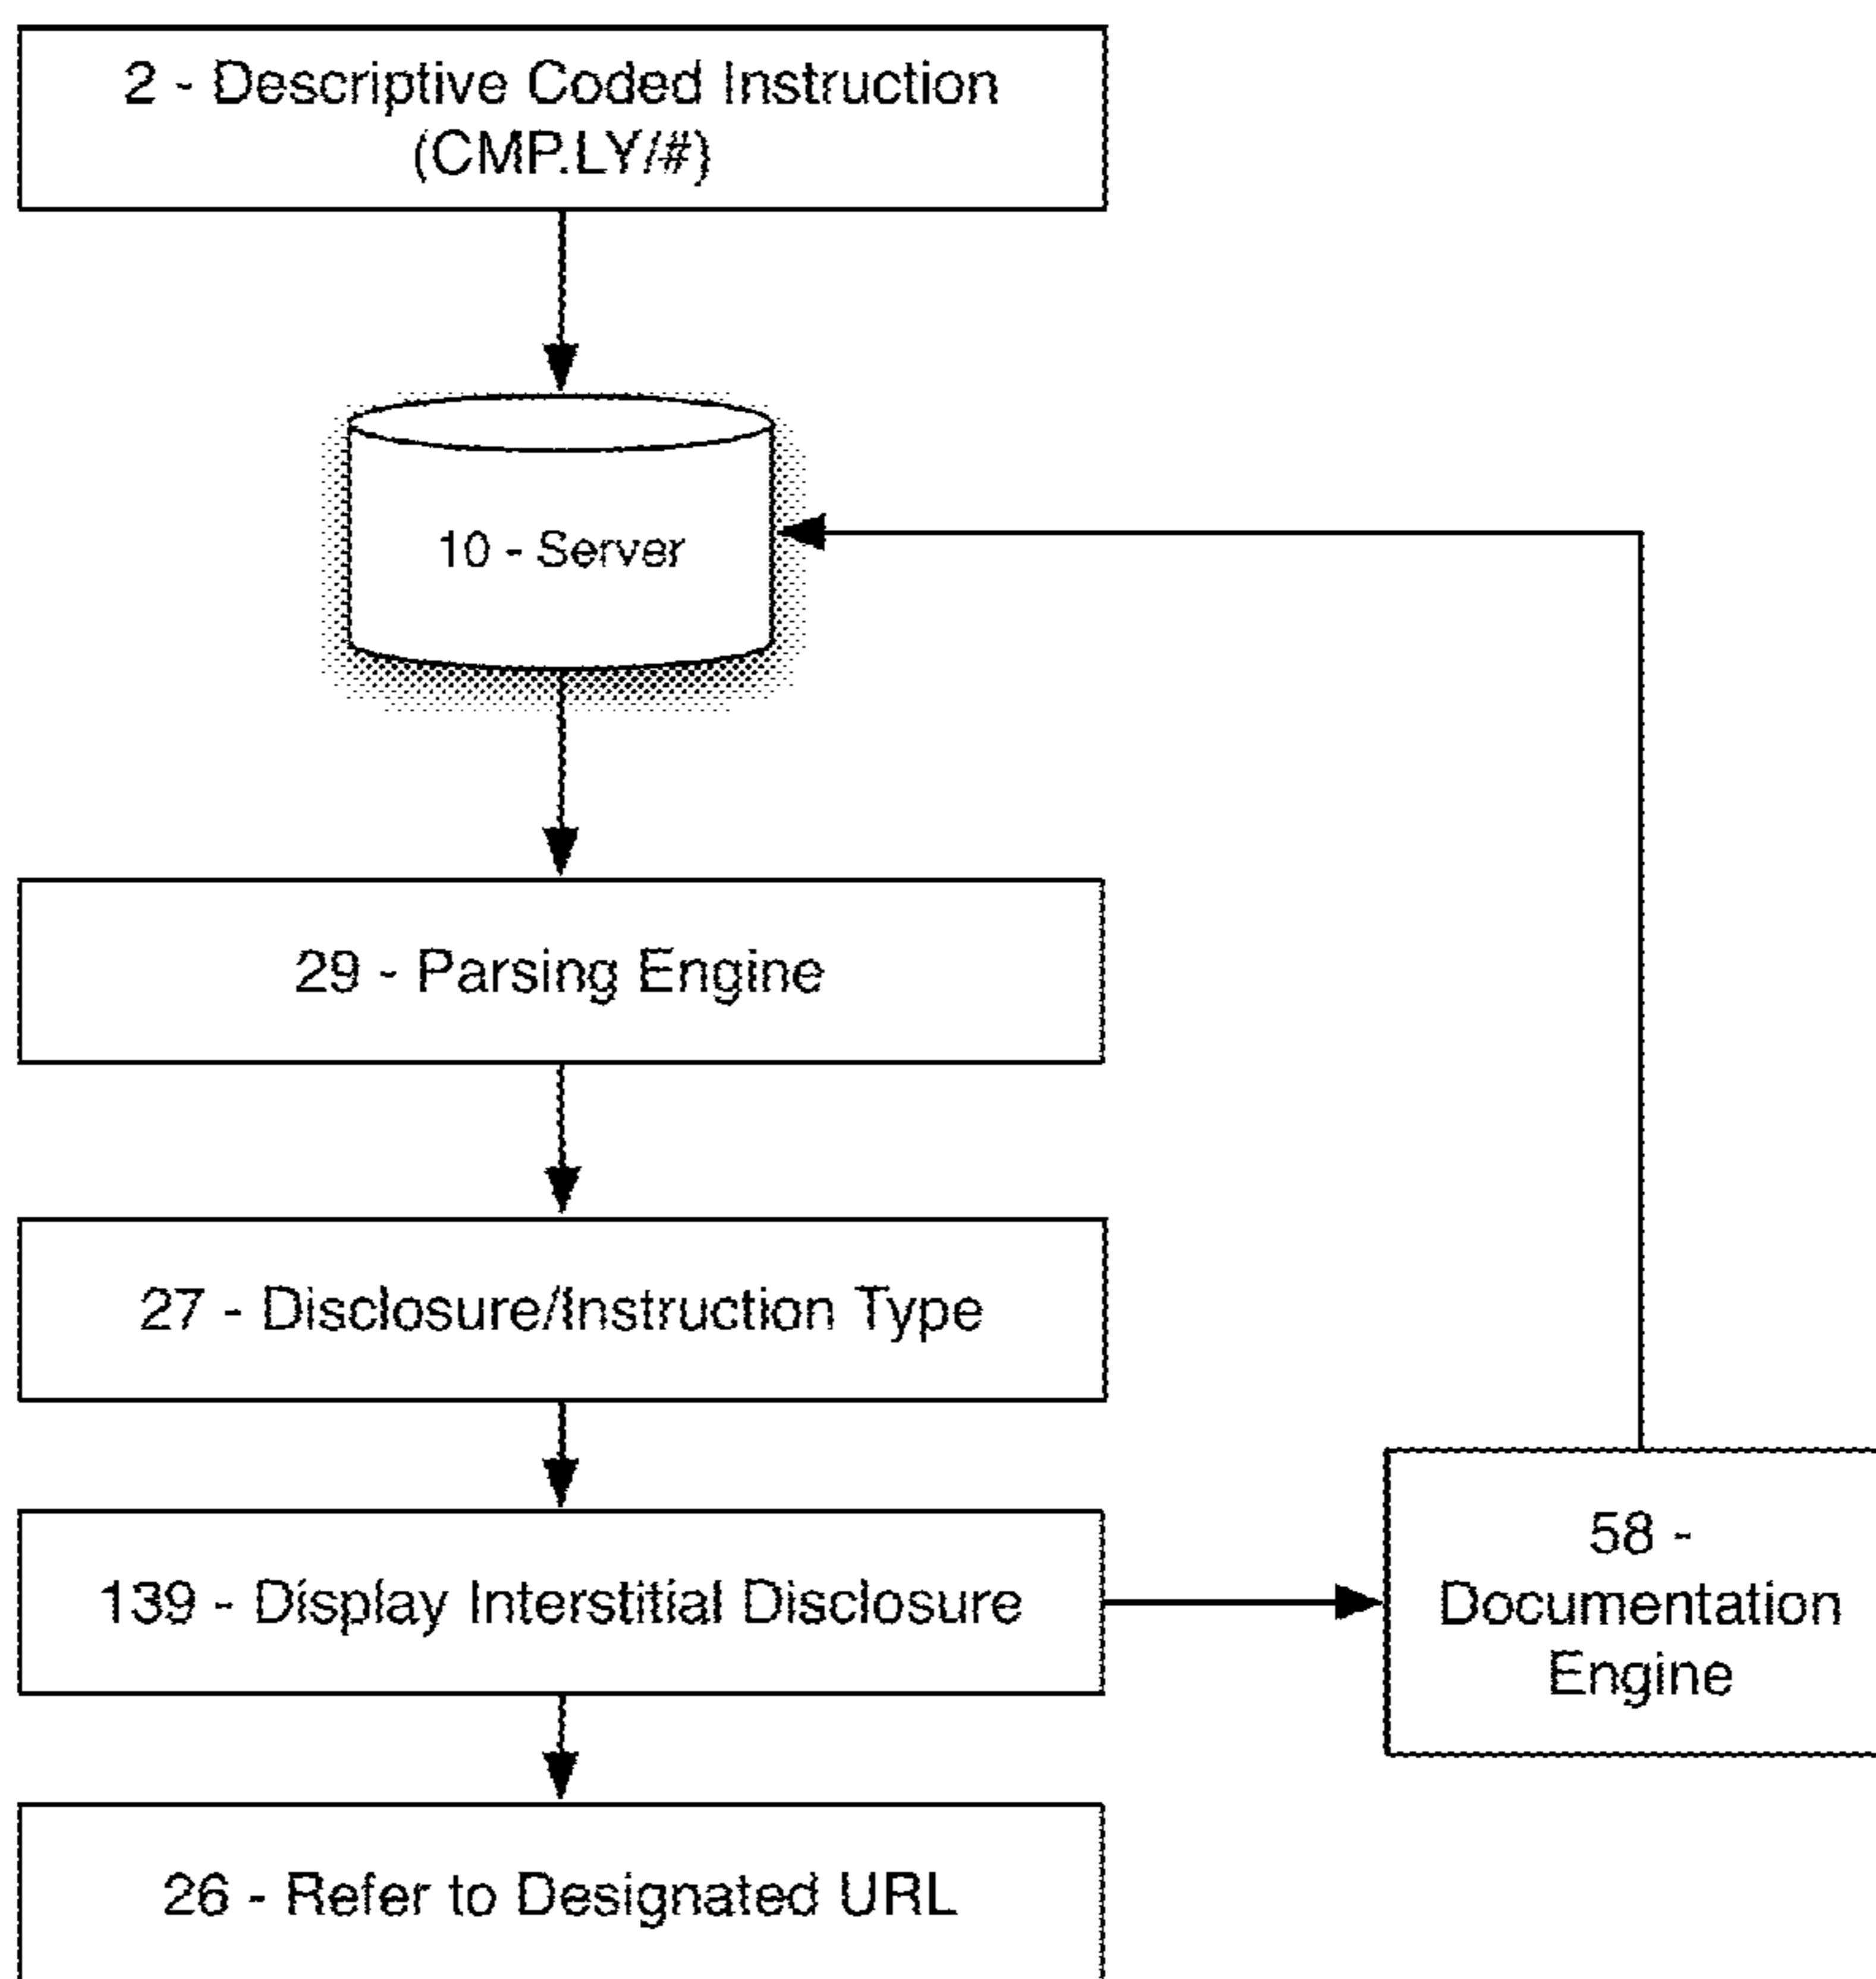 2 - Descriptive Coded Instruction
(CMP.LY/#)
10 - Server
29 - Parsing Engine
27 - Disclosure/Instruction Type
139 - Display Interstitial Disclosure
58 -
Documentation
Engine
26 - Refer to Designated URL